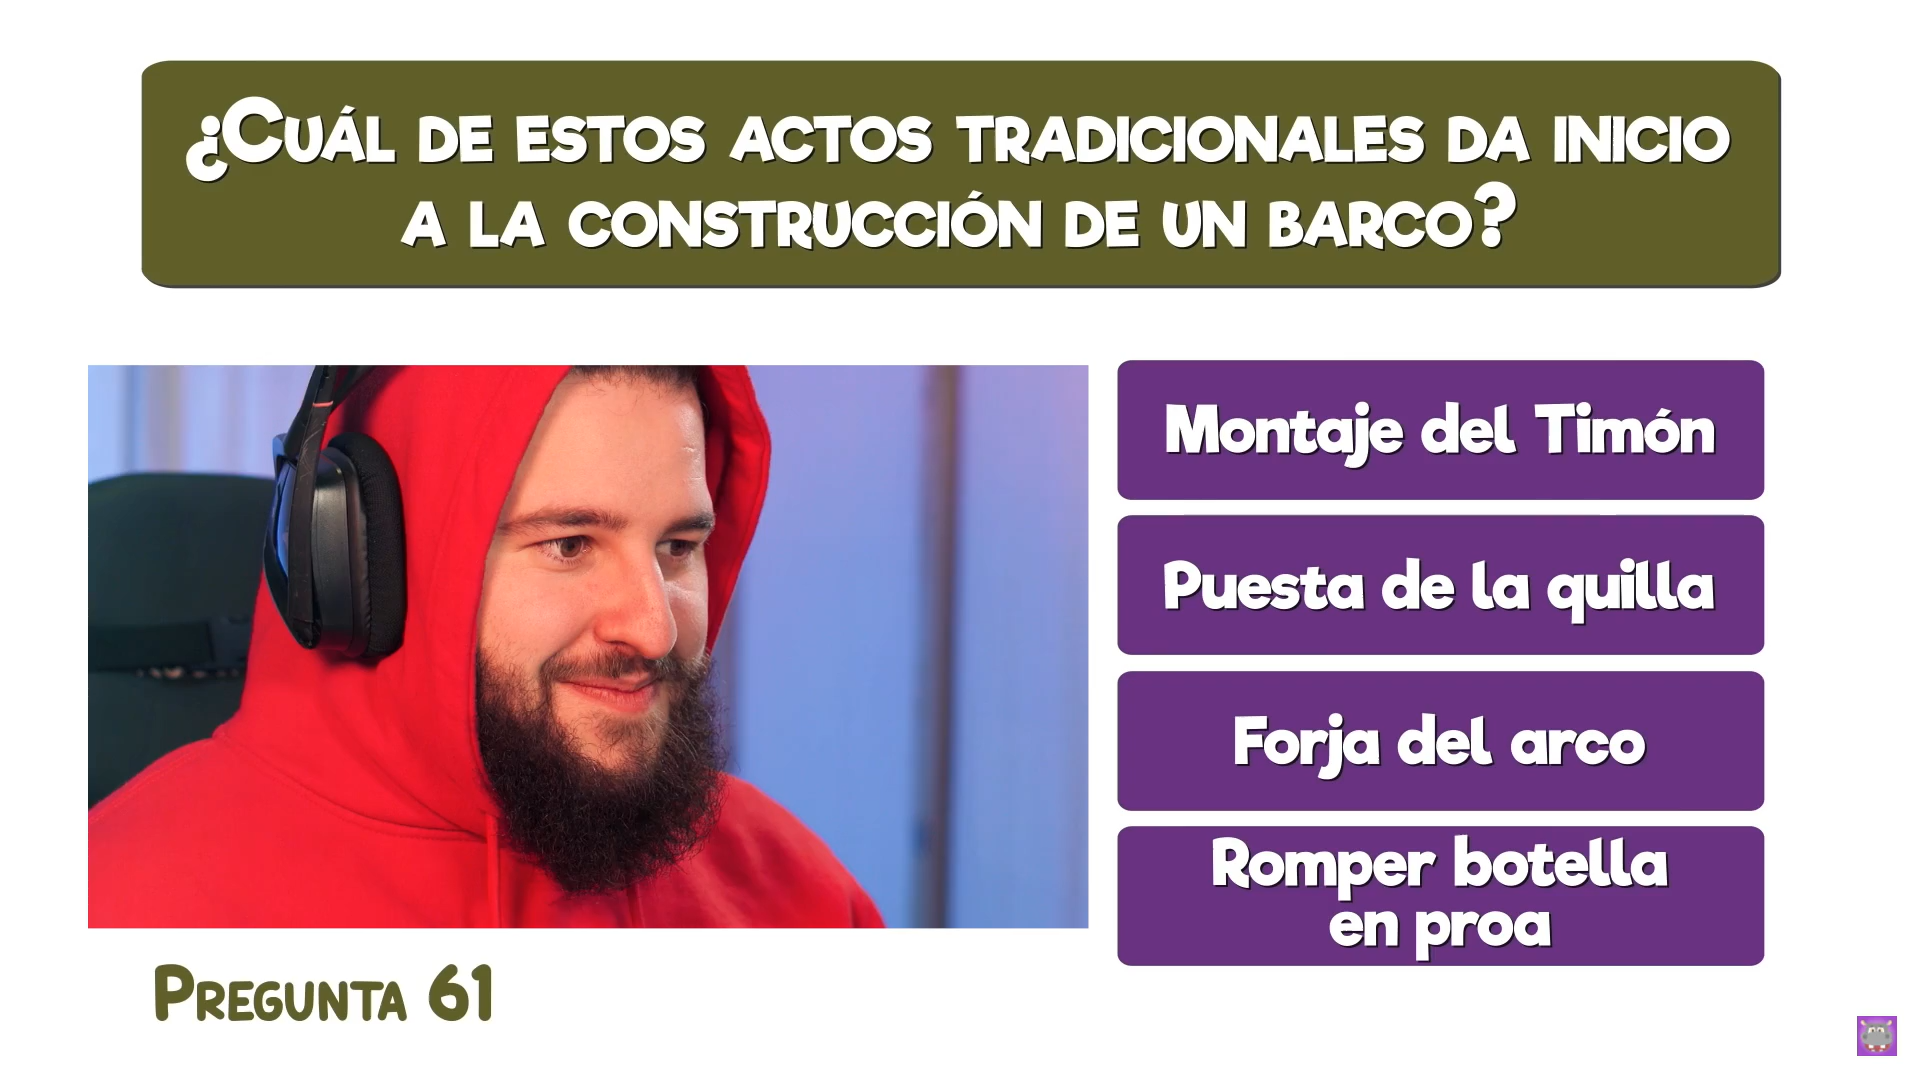 ¿Cuál de estos actos tradicionales da inicio
a la construcción de un barco?
Montaje del Timón
Puesta de la quilla
Forja del arco
Romper botella
en proa
Pregunta 61